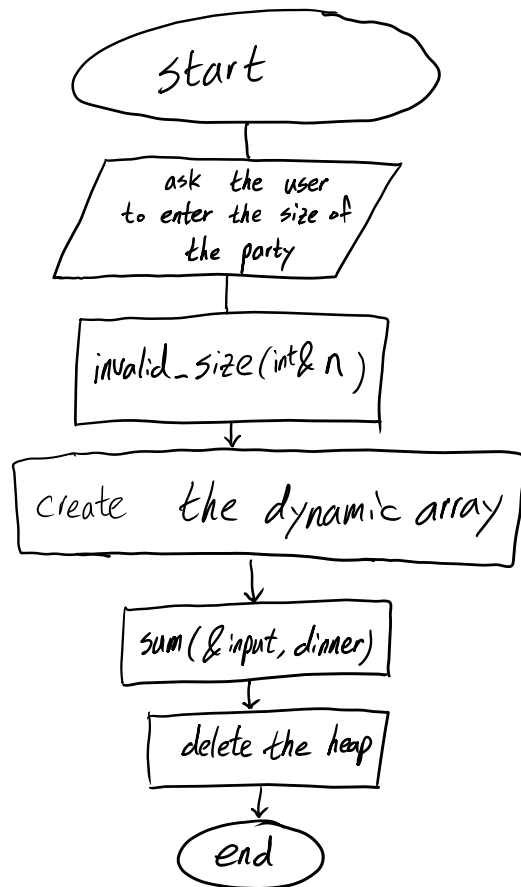 start
ask the user
to enter the size of
the party
invalid_size(int& n)
create the dynamic array
sum(&input, dinner)
delete the heap
end